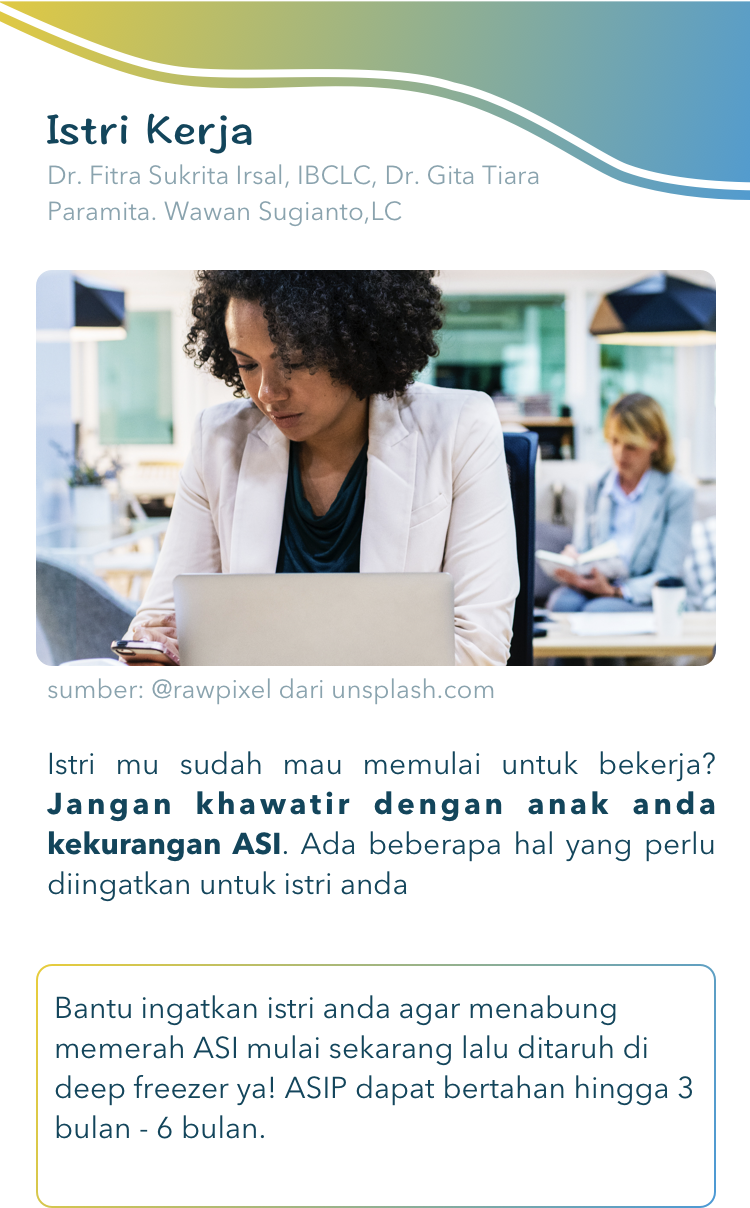 Istri Kerja
Dr. Fitra Sukrita Irsal, IBCLC, Dr. Gita Tiara
Paramita. Wawan Sugianto,LC
sumber: @rawpixel dari unsplash.com
Istri mu sudah mau memulai untuk bekerja?
Jangan khawatir dengan anak anda
kekurangan ASI. Ada beberapa hal yang perlu
diingatkan untuk istri anda
Bantu ingatkan istri anda agar menabung
memerah ASI mulai sekarang lalu ditaruh di
deep freezer ya! ASIP dapat bertahan hingga 3
bulan - 6 bulan.